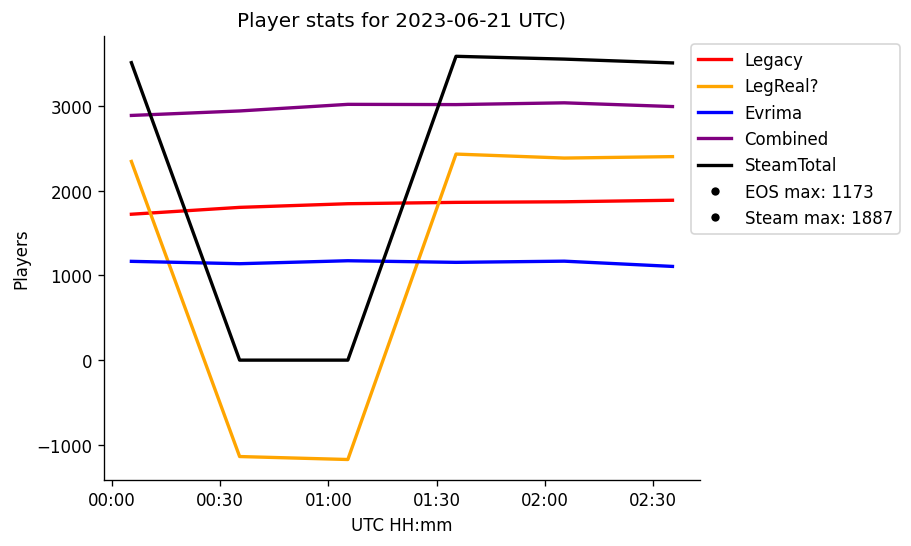 Player stats for 2023-06-21 UTC)
Legacy
LegReal?
Evrima
Combined
SteamTotal
EOS max: 1173
Steam max: 1887
Players
3000
2000
1000
0
−1000
00:00 00:30 01:00 01:30 02:00 02:30
UTC HH:mm